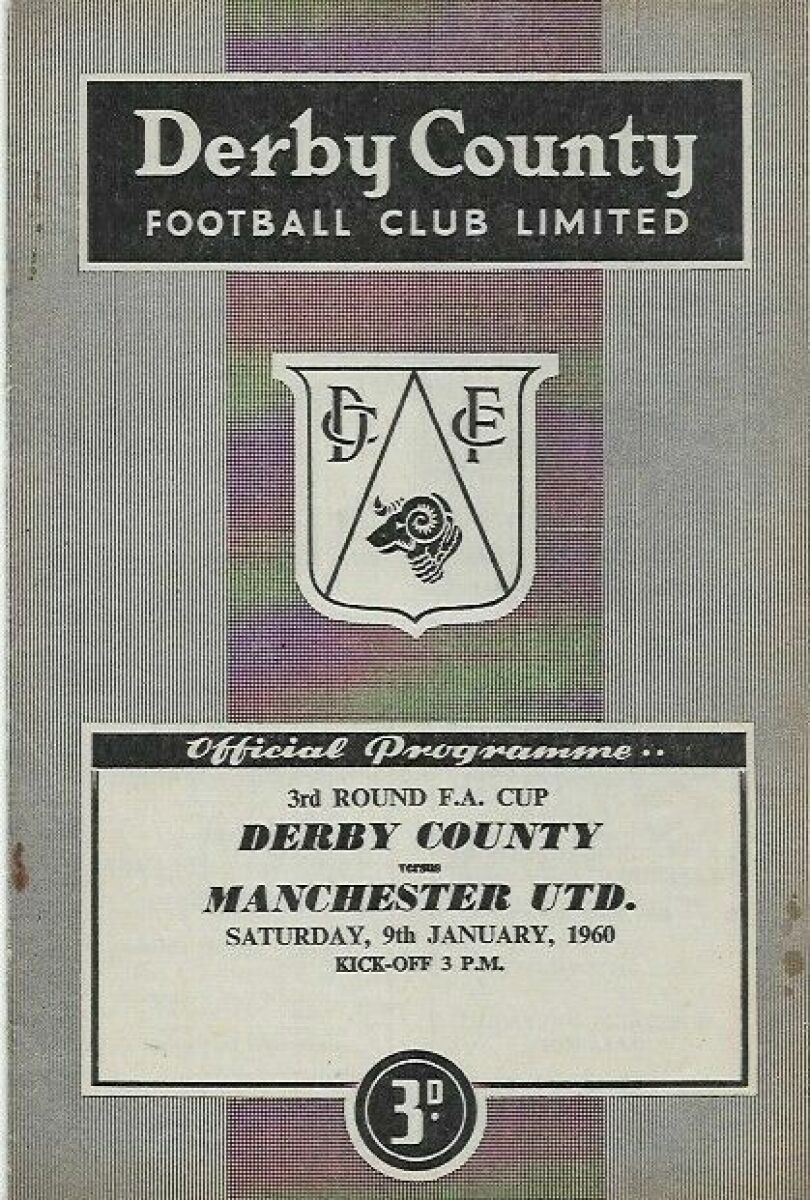 Derby County
FOOTBALL CLUB LIMITED
DCFC
Official Programme..
3rd ROUND F.A. CUP
DERBY COUNTY
versus
MANCHESTER UTD.
SATURDAY, 9th JANUARY, 1960
KICK-OFF 3 P.M.
3D.